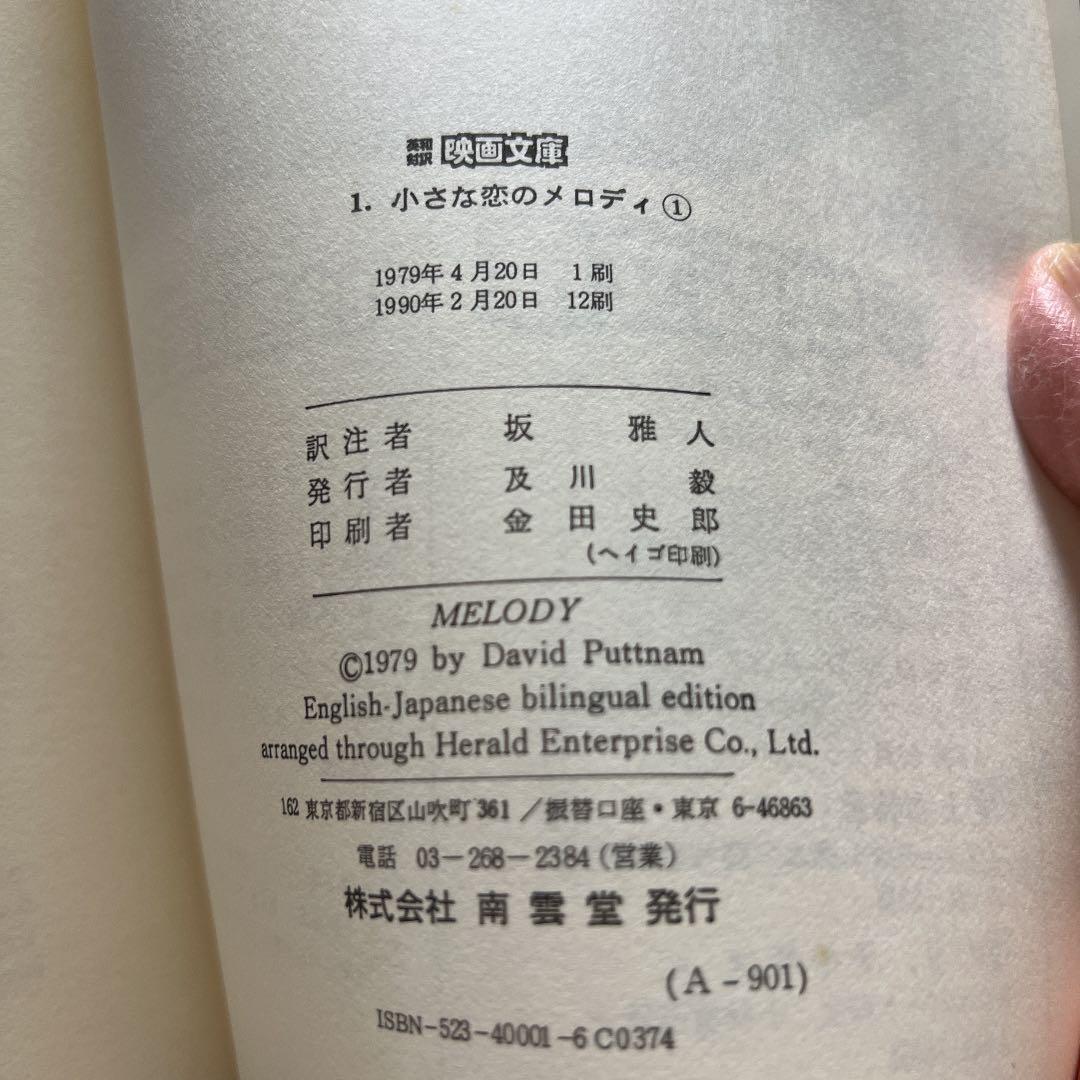 英和対訳 映画文庫
1. 小さな恋のメロディ ①
1979年4月20日 1刷
1990年2月20日 12刷
訳注者 坂 雅人
発行者 及川 毅
印刷者 金田史郎
(ヘイゴ印刷)
MELODY
©1979 by David Puttnam
English-Japanese bilingual edition
arranged through Herald Enterprise Co., Ltd.
162 東京都新宿区山吹町361／振替口座・東京 6-46863
電話 03－268－2384（営業）
株式会社 南雲堂 発行
(A－901)
ISBN－523－40001－6 C0374